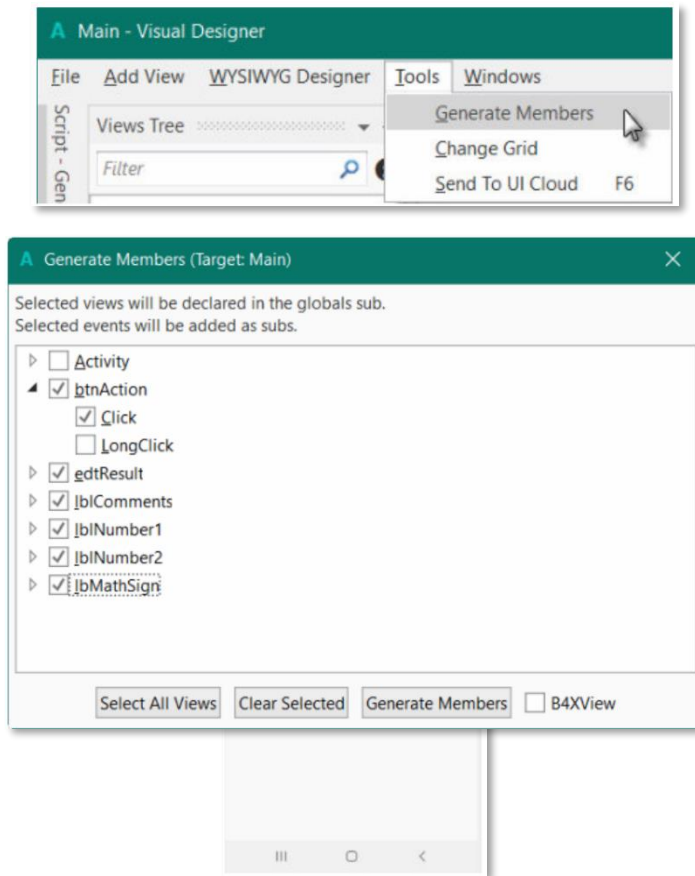 A Main - Visual Designer
File Add View WYSIWYG Designer Tools Windows
Script - Gen
Views Tree
Filter
Generate Members
Change Grid
Send To UI Cloud F6
A Generate Members (Target: Main)
Selected views will be declared in the globals sub.
Selected events will be added as subs.
Activity
btnAction
Click
LongClick
edtResult
lblComments
lblNumber1
lblNumber2
lbMathSign
Select All Views Clear Selected Generate Members B4XView